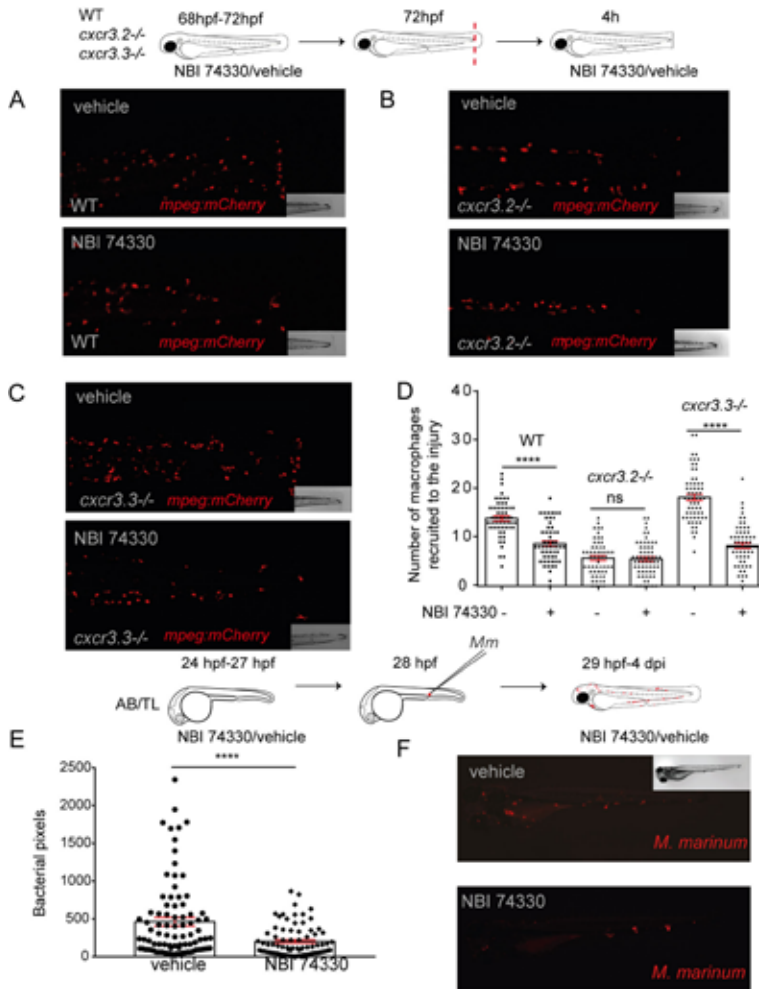 WT
cxcr3.2-/-
cxcr3.3-/-
68hpf-72hpf
72hpf
4h
NBI 74330/vehicle
NBI 74330/vehicle
A
vehicle
WT
mpeg:mCherry
NBI 74330
WT
mpeg:mCherry
B
vehicle
cxcr3.2-/-
mpeg:mCherry
NBI 74330
cxcr3.2-/-
mpeg:mCherry
C
vehicle
cxcr3.3-/-
mpeg:mCherry
NBI 74330
cxcr3.3-/-
mpeg:mCherry
D
Number of macrophages
recruited to the injury
40
30
20
10
0
WT
****
cxcr3.2-/-
ns
cxcr3.3-/-
****
NBI 74330 - + - + - +
24 hpf-27 hpf
28 hpf
Mm
29 hpf-4 dpi
AB/TL
NBI 74330/vehicle
NBI 74330/vehicle
E
Bacterial pixels
2500
2000
1500
1000
500
0
****
vehicle
NBI 74330
F
vehicle
M. marinum
NBI 74330
M. marinum